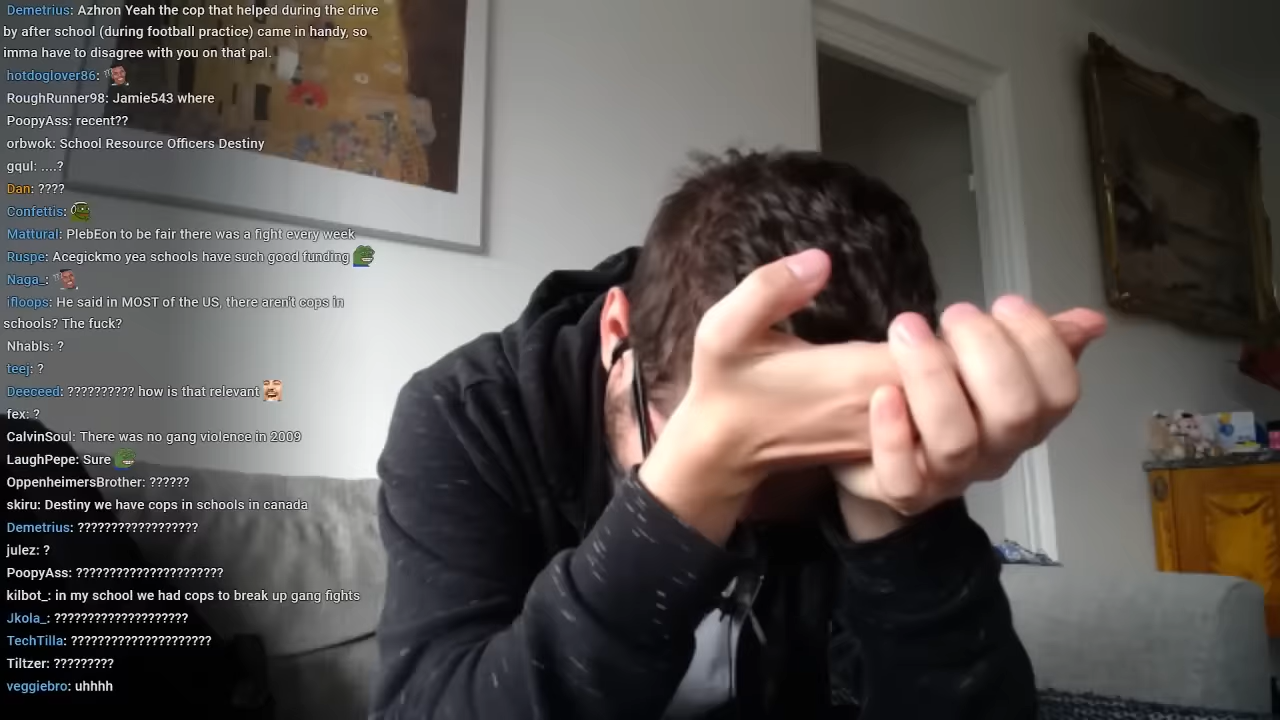 Demetrius: Azhron Yeah the cop that helped during the drive
by after school (during football practice) came in handy, so
imma have to disagree with you on that pal.
hotdoglover86:
RoughRunner98: Jamie543 where
PoopyAss: recent??
orbwok: School Resource Officers Destiny
gqul: ....?
Dan: ????
Confettis:
Mattural: PlebEon to be fair there was a fight every week
Ruspe: Acegickmo yea schools have such good funding
Naga_:
ifloops: He said in MOST of the US, there aren't cops in
schools? The fuck?
Nhabls: ?
teej: ?
Deeceed: ?????????? how is that relevant
fex: ?
CalvinSoul: There was no gang violence in 2009
LaughPepe: Sure
OppenheimersBrother: ??????
skiru: Destiny we have cops in schools in canada
Demetrius: ??????????????????
julez: ?
PoopyAss: ??????????????????????
kilbot_: in my school we had cops to break up gang fights
Jkola_: ????????????????????
TechTilla: ?????????????????????
Tiltzer: ?????????
veggiebro: uhhhh